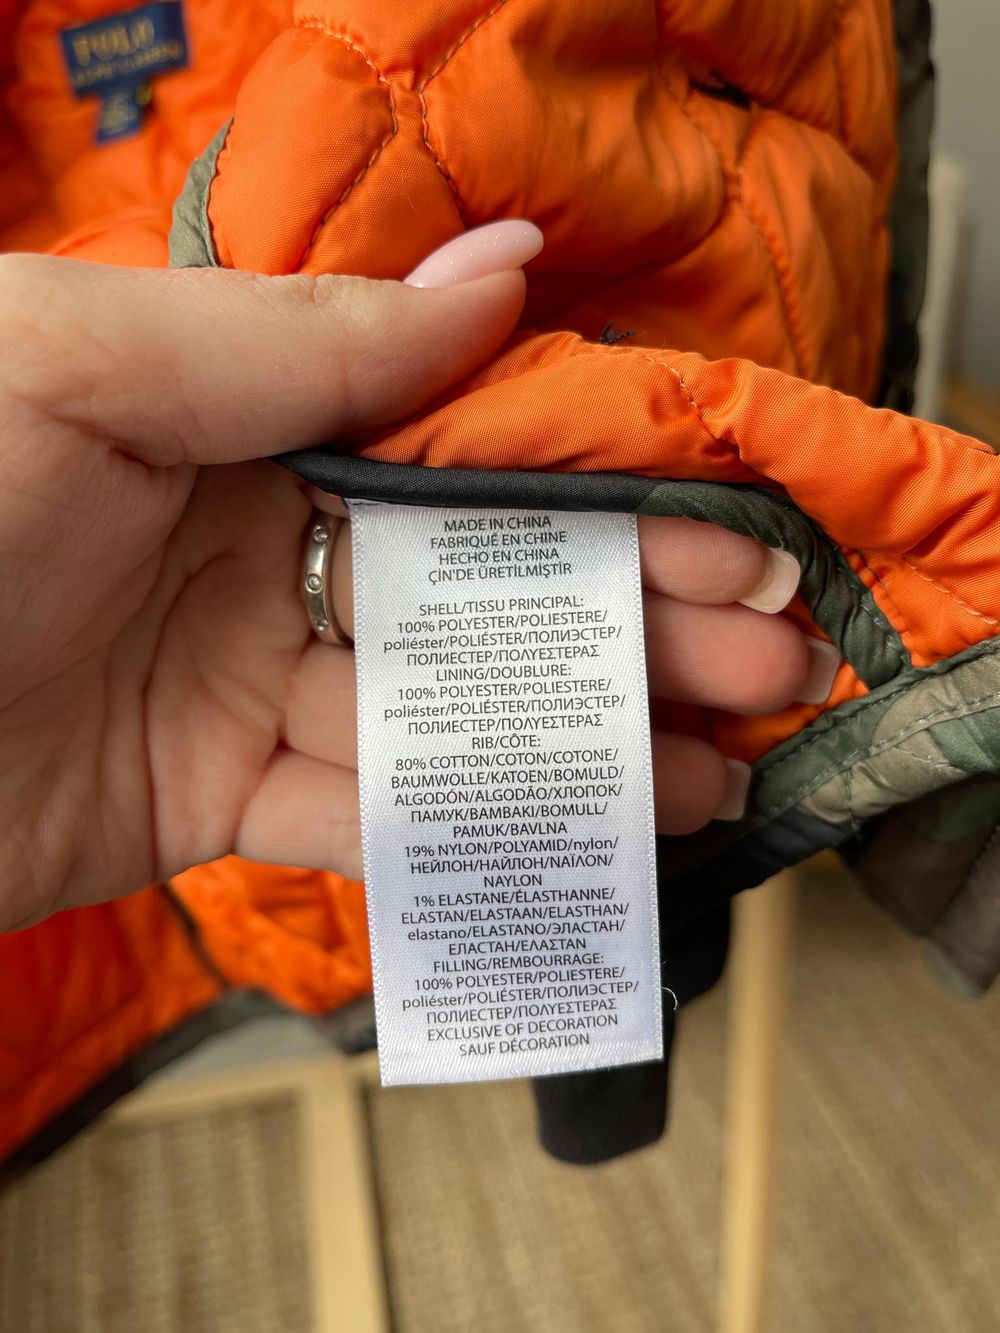 POLO
RALPH LAUREN
MADE IN CHINA
FABRIQUÉ EN CHINE
HECHO EN CHINA
ÇİN'DE ÜRETİLMİŞTİR
SHELL/TISSU PRINCIPAL:
100% POLYESTER/POLIESTERE/
poliéster/POLIÉSTER/ПОЛИЭСТЕР/
ПОЛИЕСТЕР/ΠΟΛΥΕΣΤΕΡΑΣ
LINING/DOUBLURE:
100% POLYESTER/POLIESTERE/
poliéster/POLIÉSTER/ПОЛИЭСТЕР/
ПОЛИЕСТЕР/ΠΟΛΥΕΣΤΕΡΑΣ
RIB/CÔTE:
80% COTTON/COTON/COTONE/
BAUMWOLLE/KATOEN/BOMULD/
ALGODÓN/ALGODÃO/ХЛОПОК/
ПАМУК/BAMBAKI/BOMULL/
PAMUK/BAVLNA
19% NYLON/POLYAMID/nylon/
НЕЙЛОН/НАЙЛОН/ΝΑΪΛΟΝ/
NAYLON
1% ELASTANE/ÉLASTHANNE/
ELASTAN/ELASTAAN/ELASTHAN/
elastano/ELASTANO/ЭЛАСТАН/
ЕЛАСТАН/ΕΛΑΣΤΑΝ
FILLING/REMBOURRAGE:
100% POLYESTER/POLIESTERE/
poliéster/POLIÉSTER/ПОЛИЭСТЕР/
ПОЛИЕСТЕР/ΠΟΛΥΕΣΤΕΡΑΣ
EXCLUSIVE OF DECORATION
SAUF DÉCORATION